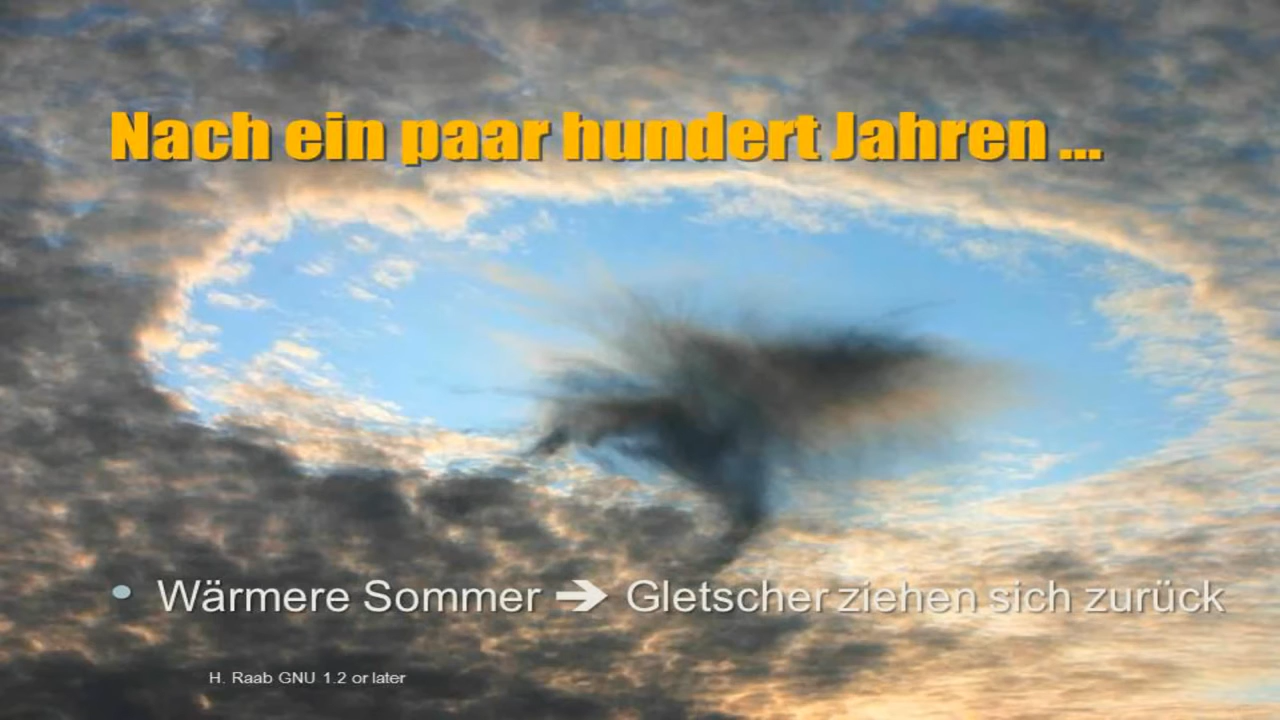 Nach ein paar hundert Jahren ...
• Wärmere Sommer ➔ Gletscher ziehen sich zurück
H. Raab GNU 1.2 or later